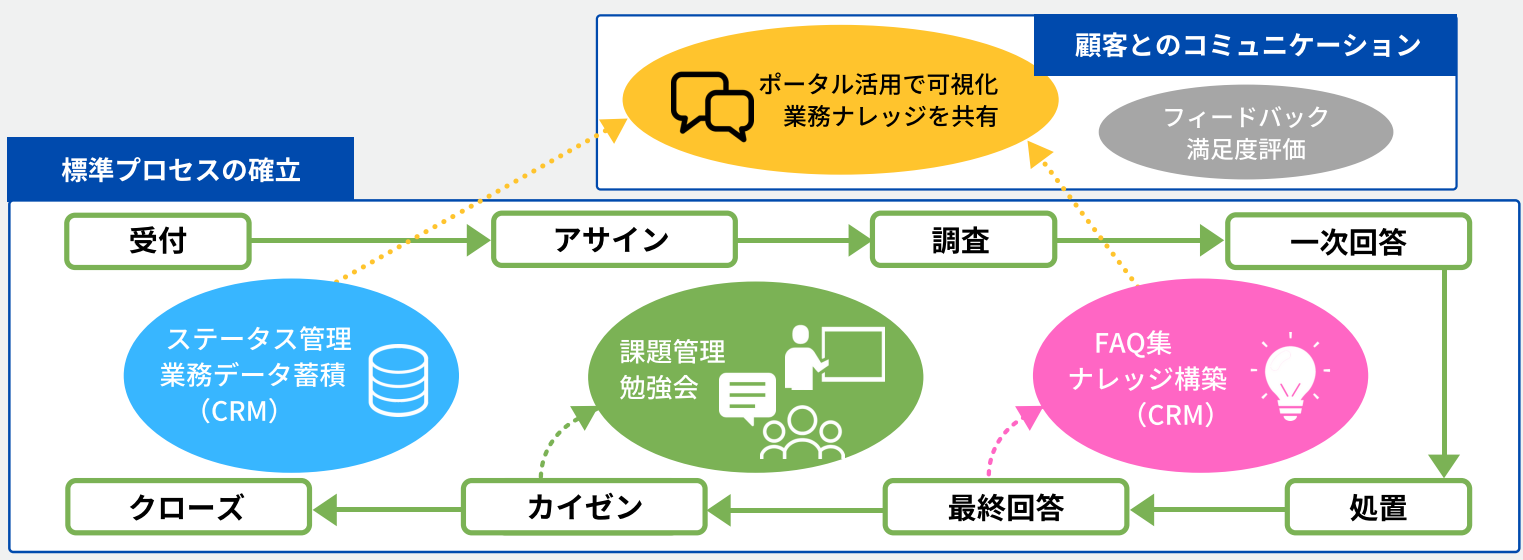 顧客とのコミュニケーション
ポータル活用で可視化
業務ナレッジを共有
フィードバック
満足度評価
標準プロセスの確立
受付
アサイン
調査
一次回答
ステータス管理
業務データ蓄積
（CRM）
課題管理
勉強会
FAQ集
ナレッジ構築
（CRM）
クローズ
カイゼン
最終回答
処置